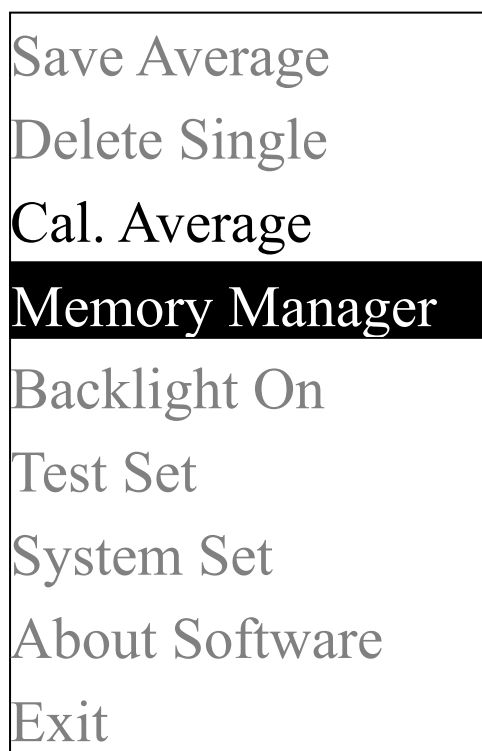 Save Average
Delete Single
Cal. Average
Memory Manager
Backlight On
Test Set
System Set
About Software
Exit